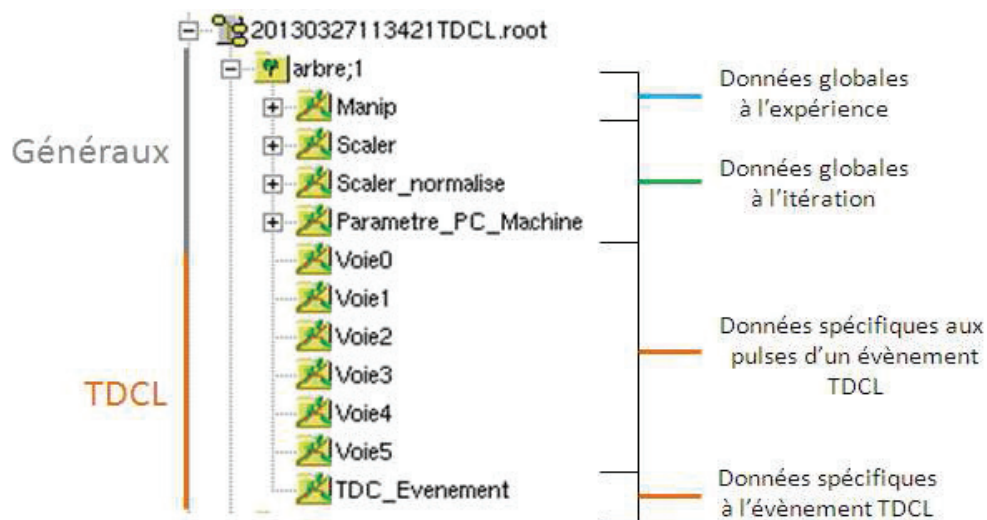 20130327113421TDCL.root
arbre;1
Manip
Scaler
Scaler_normalise
Parametre_PC_Machine
Voie0
Voie1
Voie2
Voie3
Voie4
Voie5
TDC_Evenement
Généraux
TDCL
Données globales
à l'expérience
Données globales
à l'itération
Données spécifiques aux
pulses d'un évènement
TDCL
Données spécifiques
à l'évènement TDCL